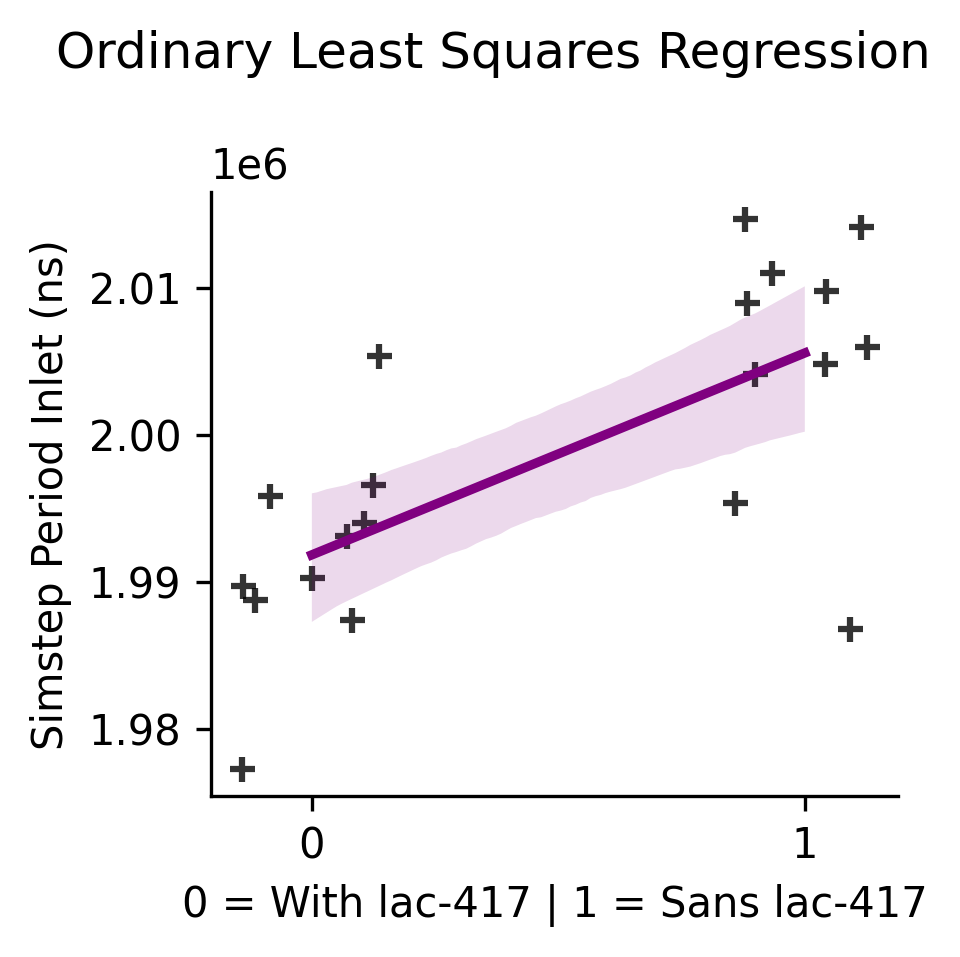 Ordinary Least Squares Regression
1e6
Simstep Period Inlet (ns)
2.01
2.00
1.99
1.98
0 1
0 = With lac-417 | 1 = Sans lac-417